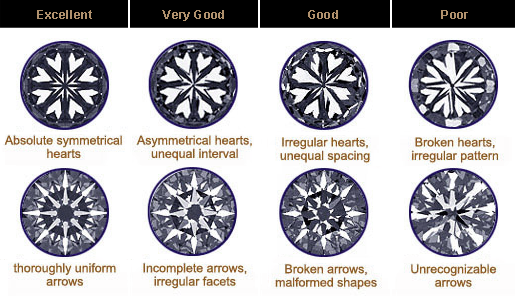 Excellent
Very Good
Good
Poor
Absolute symmetrical
hearts
Asymmetrical hearts,
unequal interval
Irregular hearts,
unequal spacing
Broken hearts,
irregular pattern
thoroughly uniform
arrows
Incomplete arrows,
irregular facets
Broken arrows,
malformed shapes
Unrecognizable
arrows